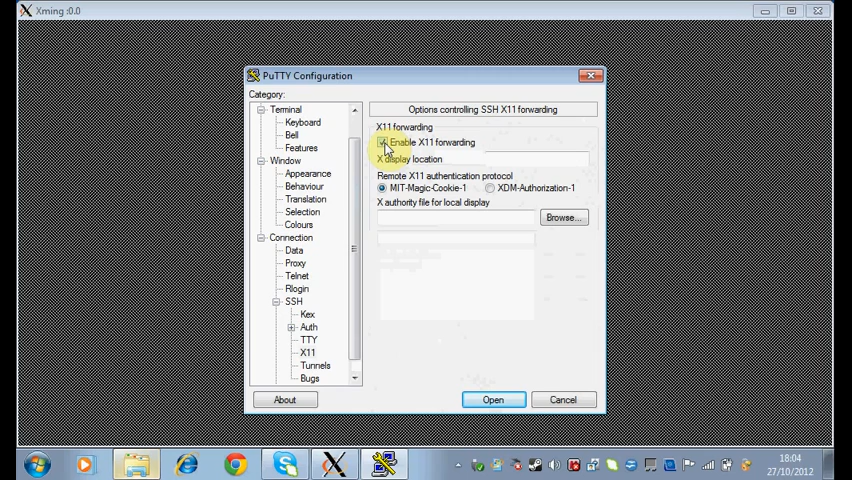 Xming :0.0
PuTTY Configuration
Category:
Terminal
Keyboard
Bell
Features
Window
Appearance
Behaviour
Translation
Selection
Colours
Connection
Data
Proxy
Telnet
Rlogin
SSH
Kex
Auth
TTY
X11
Tunnels
Bugs
Options controlling SSH X11 forwarding
X11 forwarding
Enable X11 forwarding
X display location
Remote X11 authentication protocol
MIT-Magic-Cookie-1
XDM-Authorization-1
X authority file for local display
Browse...
About
Open
Cancel
18:04
27/10/2012